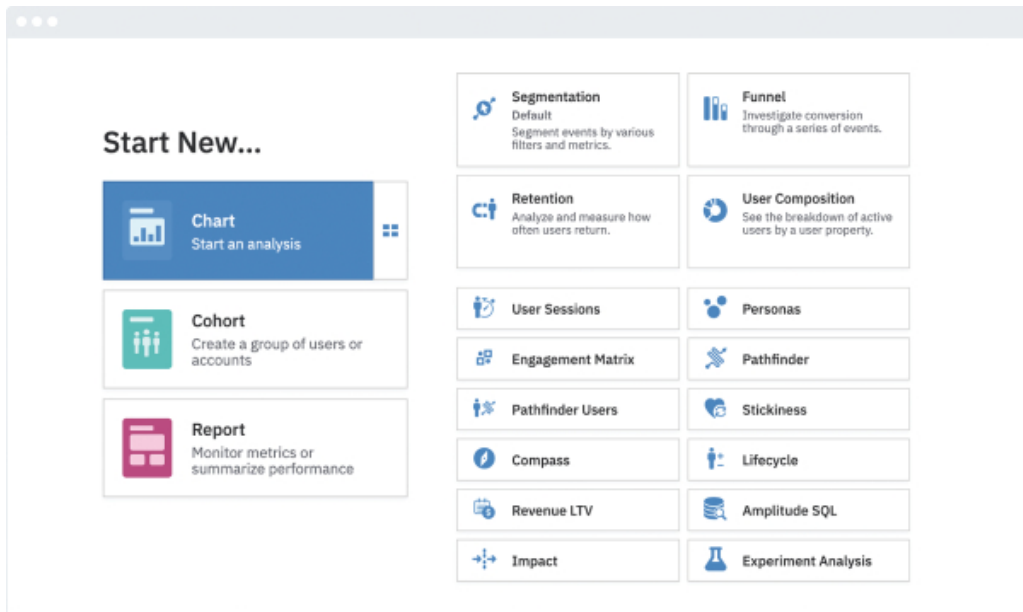 Start New...
Chart
Start an analysis
Cohort
Create a group of users or
accounts
Report
Monitor metrics or
summarize performance
Segmentation
Default
Segment events by various
filters and metrics.
Funnel
Investigate conversion
through a series of events.
Retention
Analyze and measure how
often users return.
User Composition
See the breakdown of active
users by a user property.
User Sessions
Personas
Engagement Matrix
Pathfinder
Pathfinder Users
Stickiness
Compass
Lifecycle
Revenue LTV
Amplitude SQL
Impact
Experiment Analysis